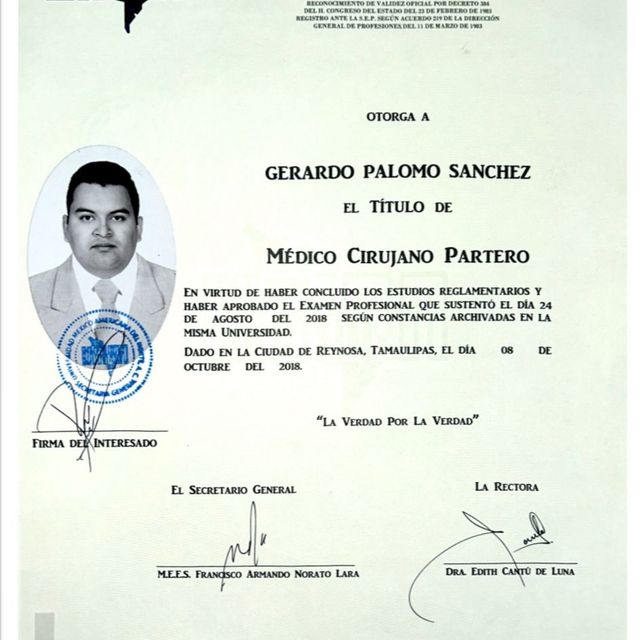 RECONOCIMIENTO DE VALIDEZ OFICIAL POR DECRETO 384
DEL H. CONGRESO DEL ESTADO DEL 23 DE FEBRERO DE 1983
REGISTRO ANTE LA S.E.P. SEGÚN ACUERDO 219 DE LA DIRECCIÓN
GENERAL DE PROFESIONES, DEL 11 DE MARZO DE 1983
OTORGA A
GERARDO PALOMO SANCHEZ
EL TÍTULO DE
MÉDICO CIRUJANO PARTERO
EN VIRTUD DE HABER CONCLUIDO LOS ESTUDIOS REGLAMENTARIOS Y
HABER APROBADO EL EXAMEN PROFESIONAL QUE SUSTENTÓ EL DÍA 24
DE AGOSTO DEL 2018 SEGÚN CONSTANCIAS ARCHIVADAS EN LA
MISMA UNIVERSIDAD.
DADO EN LA CIUDAD DE REYNOSA, TAMAULIPAS, EL DÍA 08 DE
OCTUBRE DEL 2018.
"LA VERDAD POR LA VERDAD"
FIRMA DEL INTERESADO
EL SECRETARIO GENERAL
LA RECTORA
M.E.E.S. FRANCISCO ARMANDO NORATO LARA
DRA. EDITH CANTÚ DE LUNA
SECRETARIA GENERAL